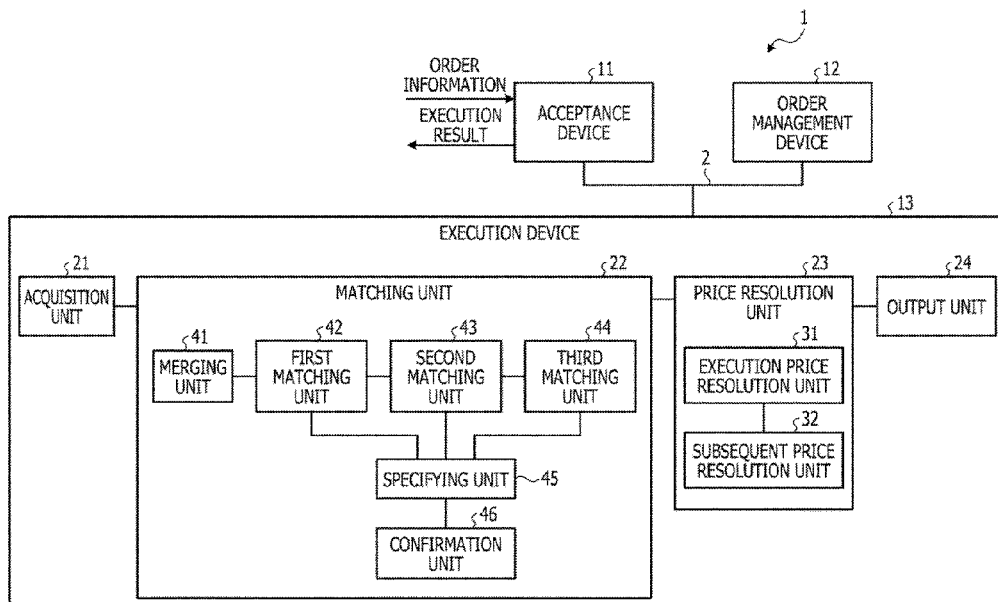 1
ORDER
INFORMATION
EXECUTION
RESULT
11
ACCEPTANCE
DEVICE
12
ORDER
MANAGEMENT
DEVICE
2
13
EXECUTION DEVICE
21
ACQUISITION
UNIT
22
MATCHING UNIT
41
MERGING
UNIT
42
FIRST
MATCHING UNIT
43
SECOND
MATCHING UNIT
44
THIRD
MATCHING UNIT
SPECIFYING UNIT
45
46
CONFIRMATION
UNIT
23
PRICE RESOLUTION
UNIT
31
EXECUTION PRICE
RESOLUTION UNIT
32
SUBSEQUENT PRICE
RESOLUTION UNIT
24
OUTPUT UNIT